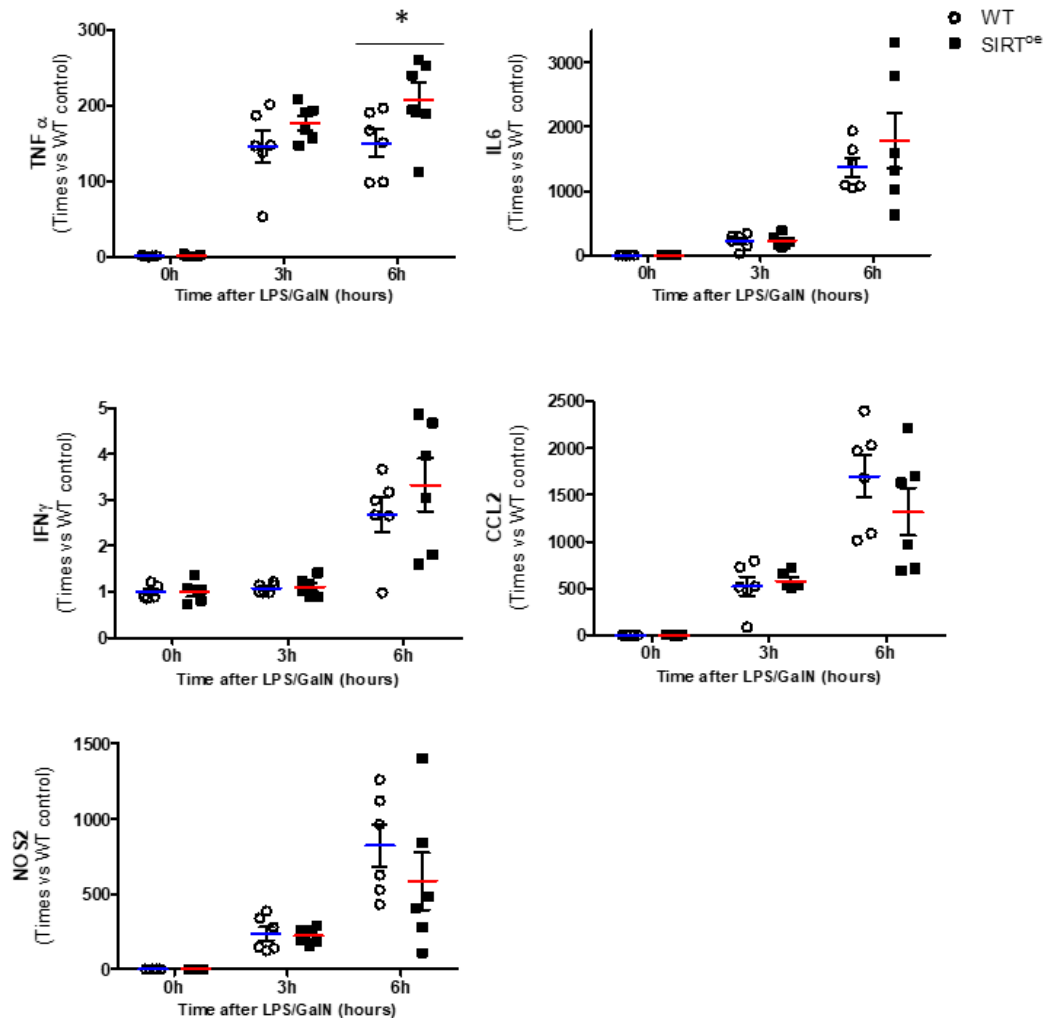 WT
SIRToe
*
TNF α
(Times vs WT control)
300
200
100
0
0h 3h 6h
Time after LPS/GalN (hours)
IL6
(Times vs WT control)
3000
2000
1000
0
0h 3h 6h
Time after LPS/GalN (hours)
IFNγ
(Times vs WT control)
5
4
3
2
1
0
0h 3h 6h
Time after LPS/GalN (hours)
CCL2
(Times vs WT control)
2500
2000
1500
1000
500
0
0h 3h 6h
Time after LPS/GalN (hours)
NOS2
(Times vs WT control)
1500
1000
500
0
0h 3h 6h
Time after LPS/GalN (hours)